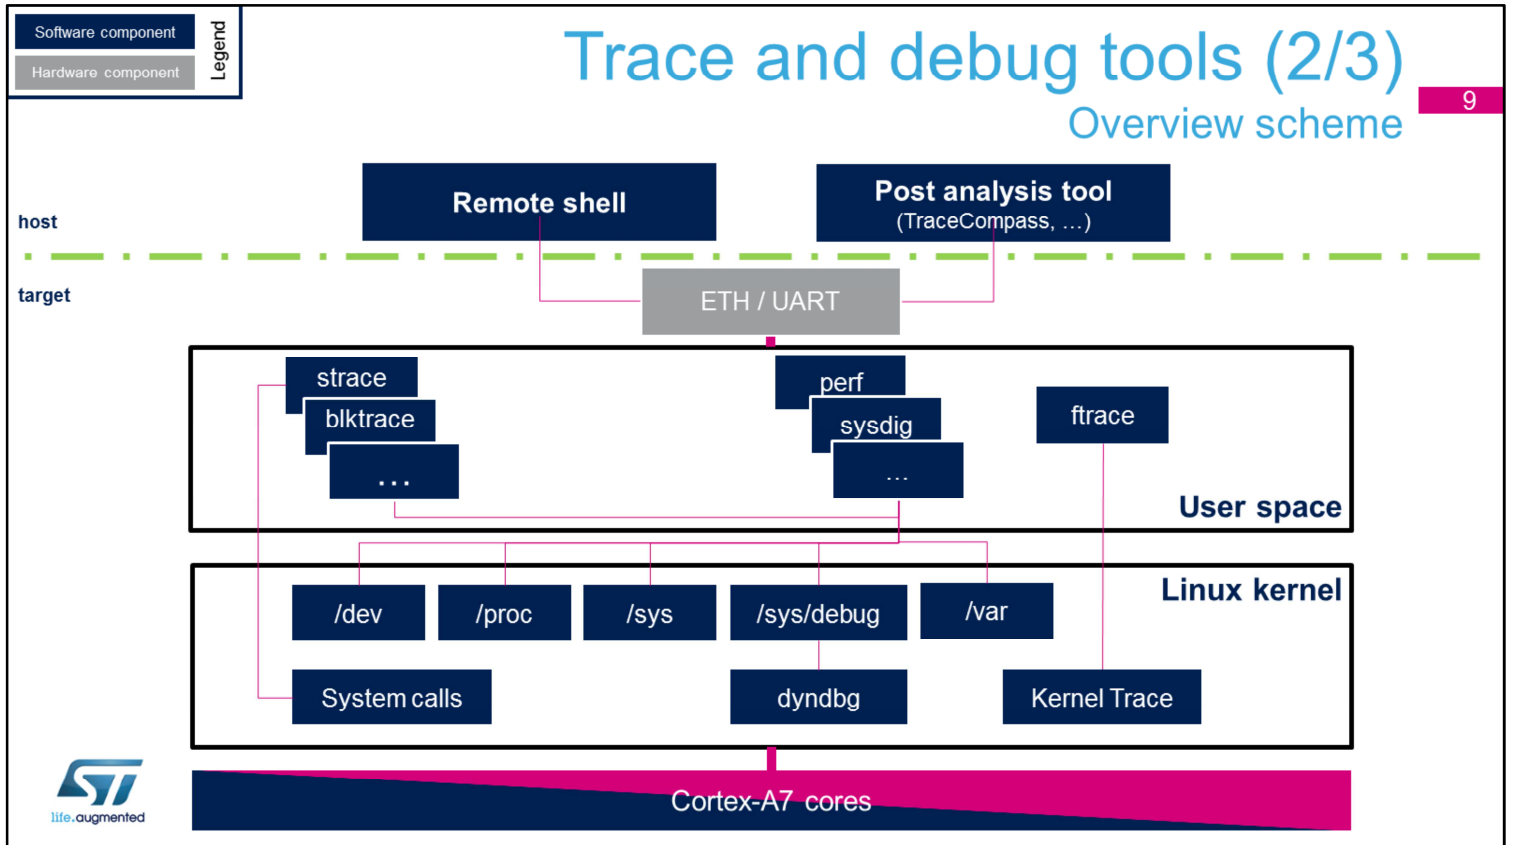 Software component
Hardware component
Legend
Trace and debug tools (2/3)
Overview scheme
9
Remote shell
Post analysis tool
(TraceCompass, ...)
host
target
ETH / UART
strace
blktrace
...
perf
sysdig
...
ftrace
User space
Linux kernel
/dev
/proc
/sys
/sys/debug
/var
System calls
dyndbg
Kernel Trace
Cortex-A7 cores
ST
life.augmented